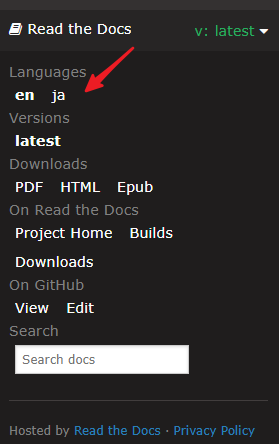 Read the Docs v: latest
Languages
en ja
Versions
latest
Downloads
PDF HTML Epub
On Read the Docs
Project Home Builds
Downloads
On GitHub
View Edit
Search
Search docs
Hosted by Read the Docs · Privacy Policy